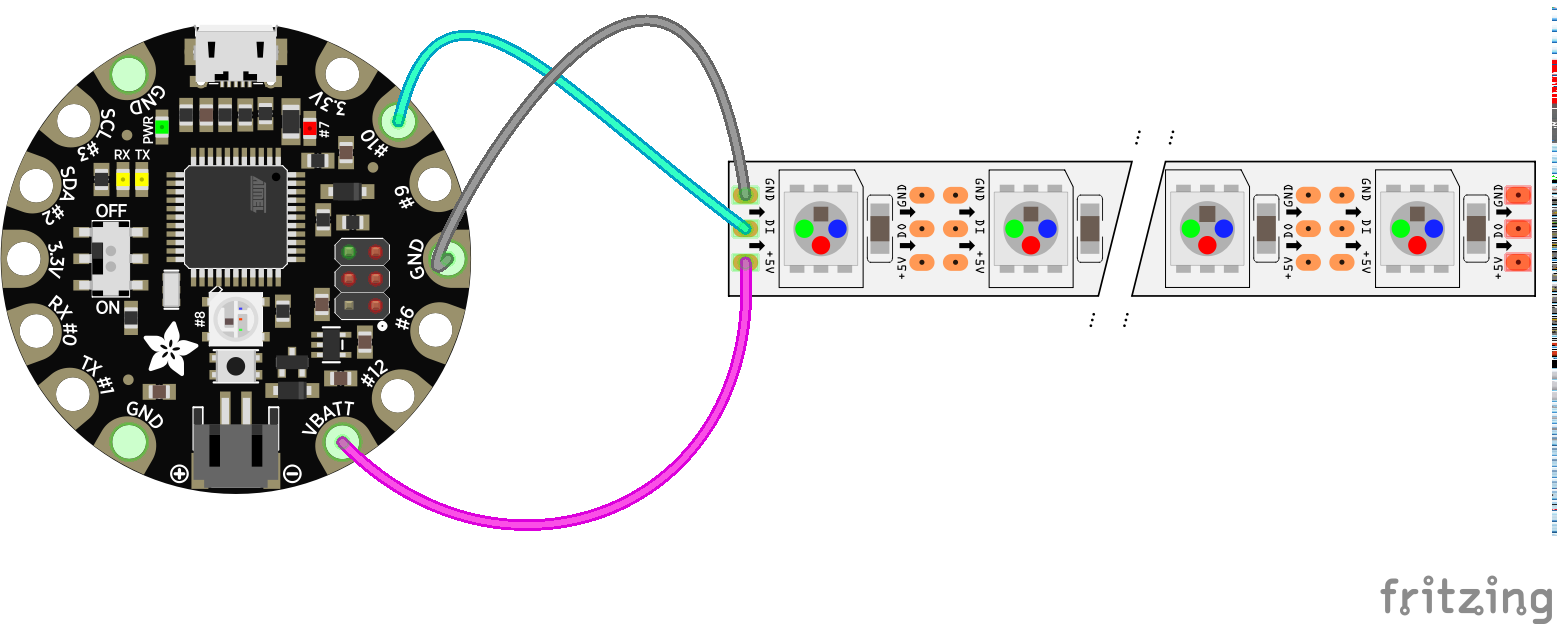 GND
3.3V
SCL #3
PWR
#7
#10
RX TX
SDA #2
#9
OFF
3.3V
GND
ON
RX #0
#8
#6
TX #1
#12
GND
VBATT
ATMEL
GND
DI
+5V
GND
DO
+5V
GND
DI
+5V
GND
DO
+5V
GND
DI
+5V
GND
DO
+5V
fritzing